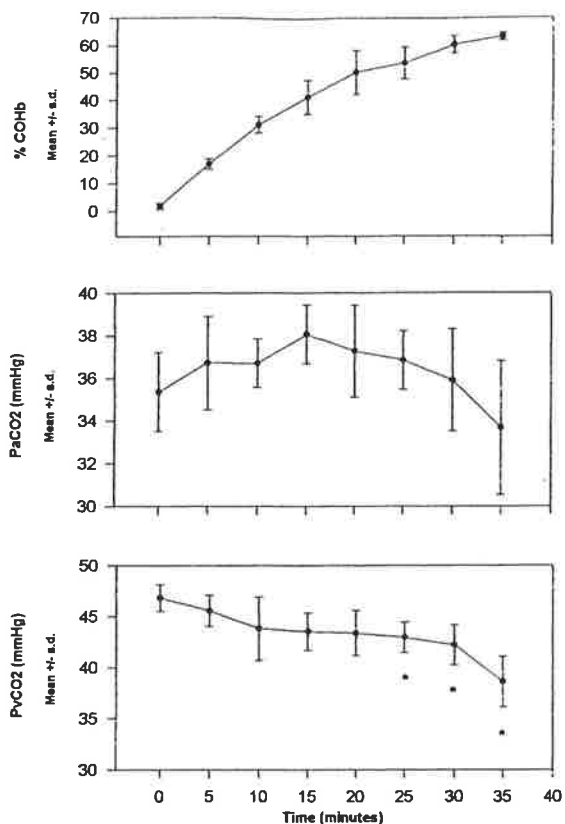 70
60
50
40
30
20
10
0
% COHb
Mean +/- s.d.
40
38
36
34
32
30
PaCO2 (mmHg)
Mean +/- s.d.
50
45
40
35
30
PvCO2 (mmHg)
Mean +/- s.d.
* * *
0 5 10 15 20 25 30 35 40
Time (minutes)